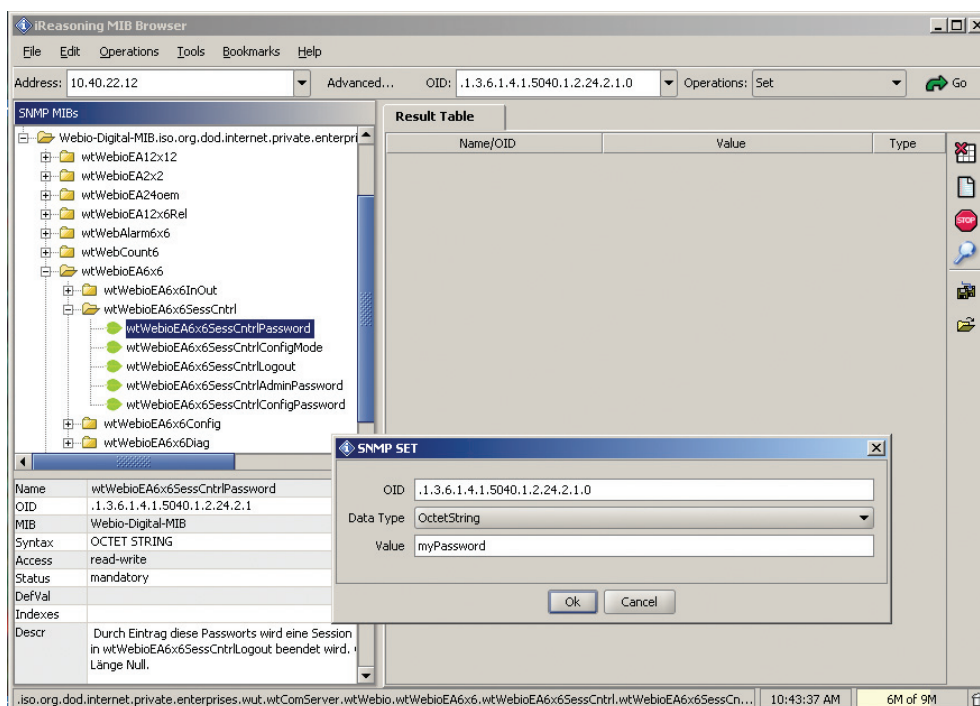 iReasoning MIB Browser
File Edit Operations Tools Bookmarks Help
Address: 10.40.22.12 Advanced... OID: .1.3.6.1.4.1.5040.1.2.24.2.1.0 Operations: Set Go
SNMP MIBs
Webio-Digital-MIB.iso.org.dod.internet.private.enterpri
wtWebioEA12x12
wtWebioEA2x2
wtWebioEA24oem
wtWebioEA12x6Rel
wtWebAlarm6x6
wtWebCount6
wtWebioEA6x6
wtWebioEA6x6InOut
wtWebioEA6x6SessCntrl
wtWebioEA6x6SessCntrlPassword
wtWebioEA6x6SessCntrlConfigMode
wtWebioEA6x6SessCntrlLogout
wtWebioEA6x6SessCntrlAdminPassword
wtWebioEA6x6SessCntrlConfigPassword
wtWebioEA6x6Config
wtWebioEA6x6Diag
Name wtWebioEA6x6SessCntrlPassword
OID .1.3.6.1.4.1.5040.1.2.24.2.1
MIB Webio-Digital-MIB
Syntax OCTET STRING
Access read-write
Status mandatory
DefVal
Indexes
Descr Durch Eintrag diese Passworts wird eine Session
in wtWebioEA6x6SessCntrlLogout beendet wird.
Länge Null.
Result Table
Name/OID Value Type
STOP
SNMP SET
OID .1.3.6.1.4.1.5040.1.2.24.2.1.0
Data Type OctetString
Value myPassword
Ok Cancel
.iso.org.dod.internet.private.enterprises.wut.wtComServer.wtWebio.wtWebioEA6x6.wtWebioEA6x6SessCntrl.wtWebioEA6x6SessCn... 10:43:37 AM 6M of 9M